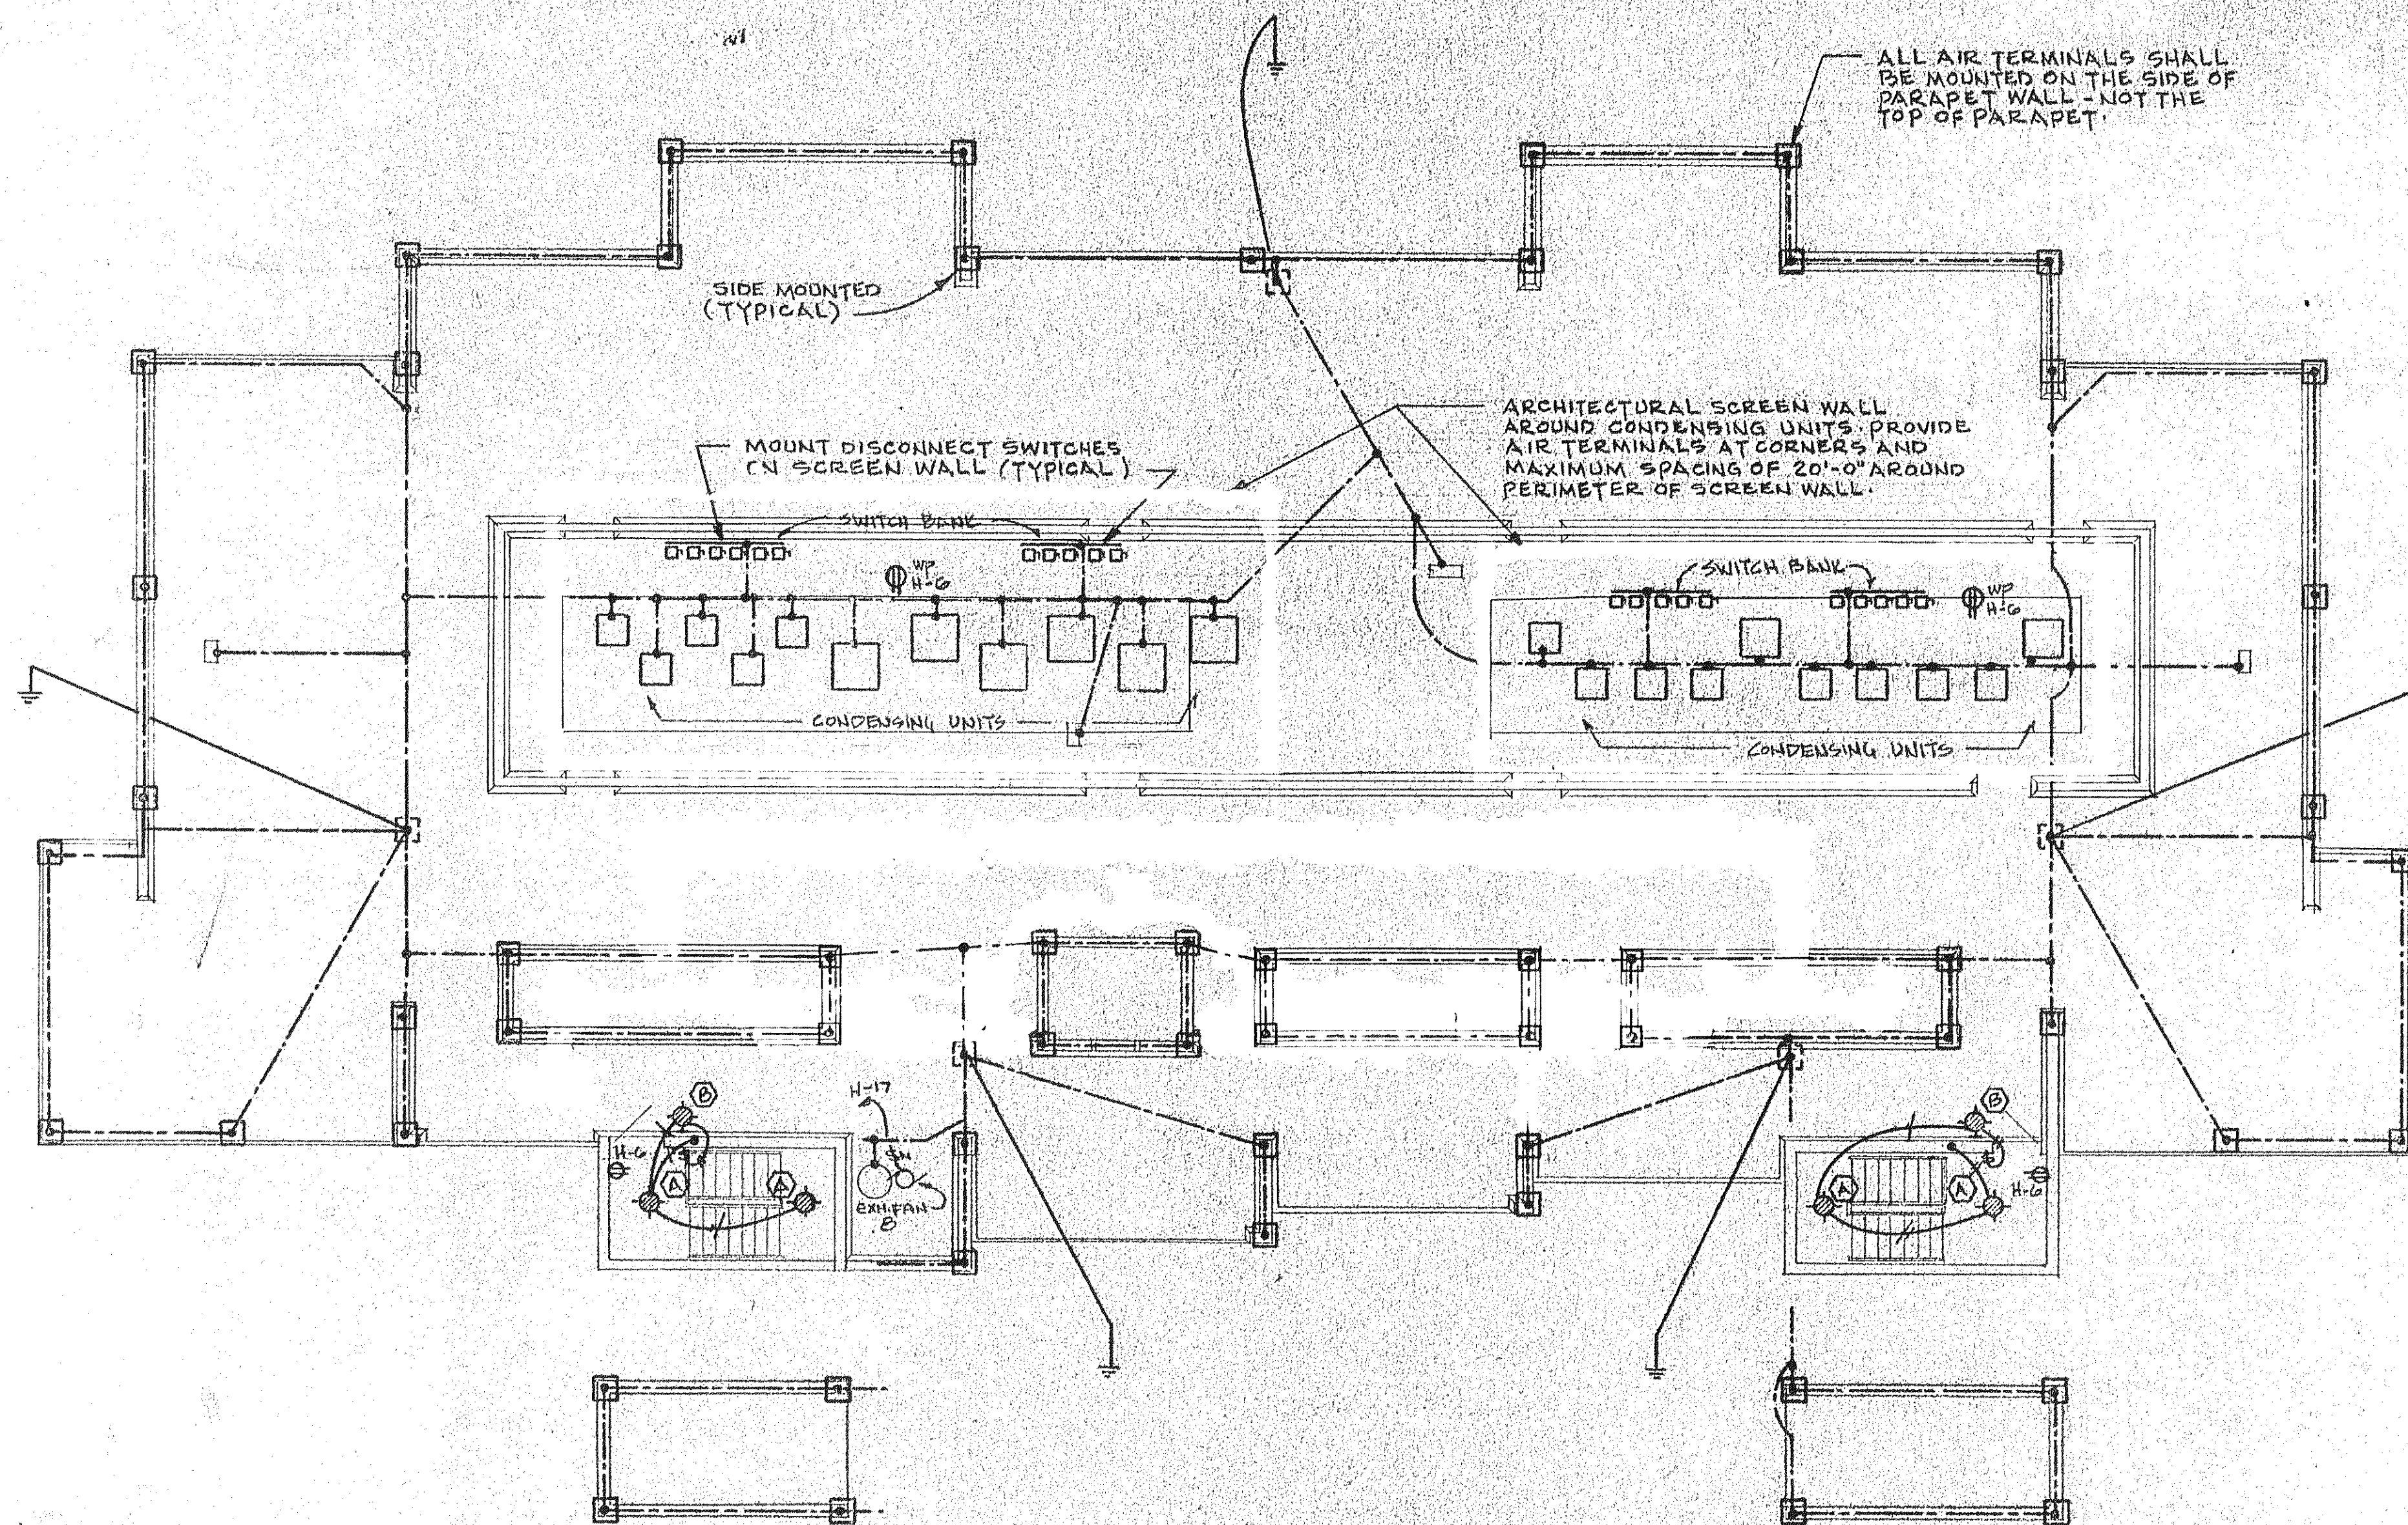 ALL AIR TERMINALS SHALL
BE MOUNTED ON THE SIDE OF
PARAPET WALL - NOT THE
TOP OF PARAPET.
SIDE MOUNTED
(TYPICAL)
ARCHITECTURAL SCREEN WALL
AROUND CONDENSING UNITS. PROVIDE
AIR TERMINALS AT CORNERS AND
MAXIMUM SPACING OF 20'-0" AROUND
PERIMETER OF SCREEN WALL.
MOUNT DISCONNECT SWITCHES
ON SCREEN WALL (TYPICAL)
SWITCH BANK
WP
H-6
SWITCH BANK
WP
H-6
CONDENSING UNITS
CONDENSING UNITS
B
H-17
H-6
$
A
A
$M
EXH. FAN
8
B
$
A
A
H-6